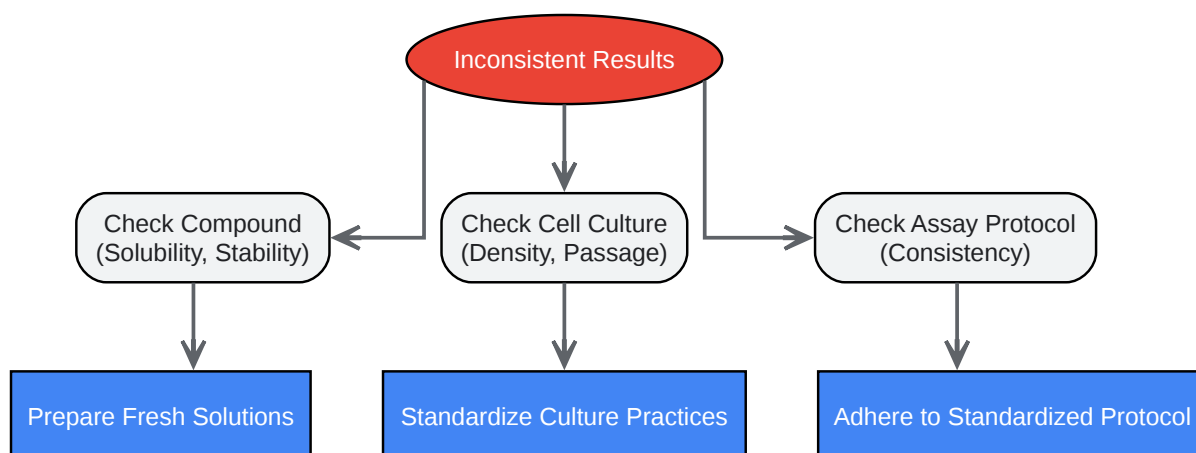 Inconsistent Results
Check Compound
(Solubility, Stability)
Check Cell Culture
(Density, Passage)
Check Assay Protocol
(Consistency)
Prepare Fresh Solutions
Standardize Culture Practices
Adhere to Standardized Protocol